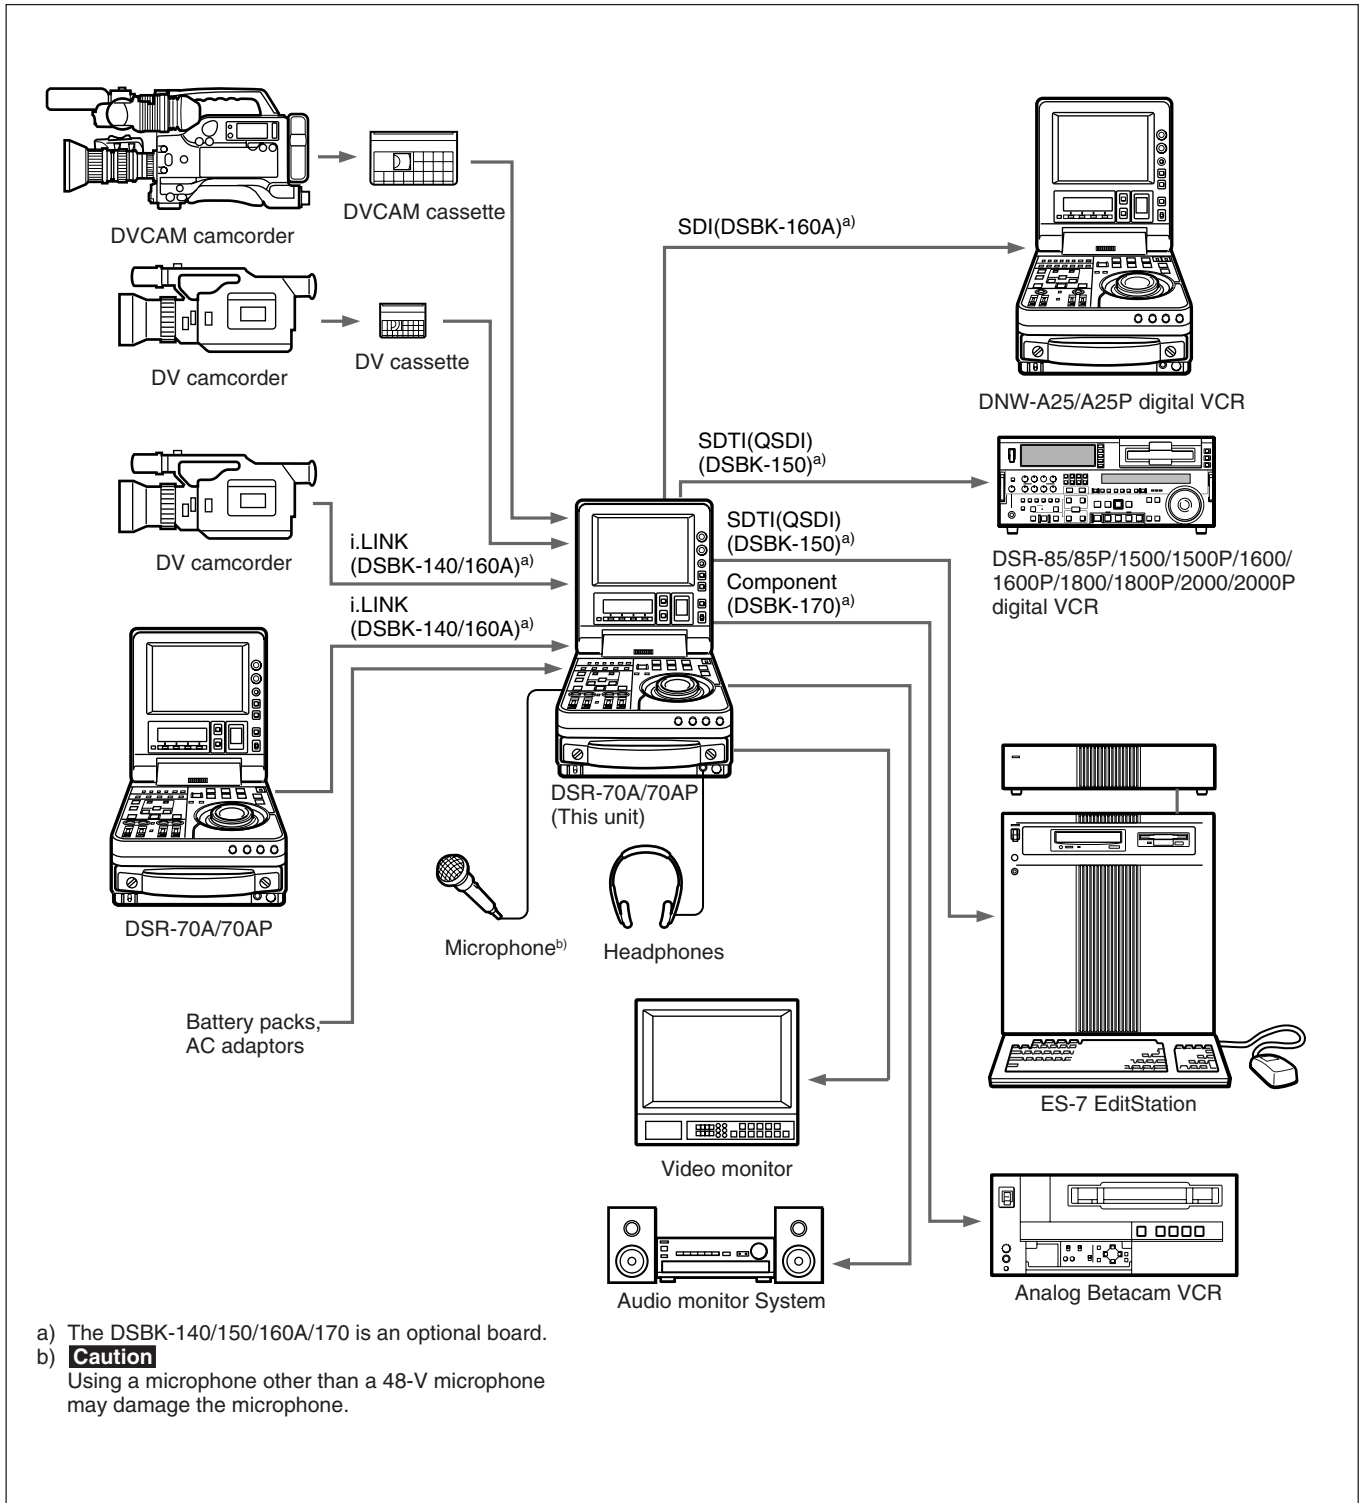 DVCAM camcorder
DVCAM cassette
DV camcorder
DV cassette
DV camcorder
i.LINK
(DSBK-140/160A)a)
i.LINK
(DSBK-140/160A)a)
DSR-70A/70AP
Battery packs,
AC adaptors
SDI(DSBK-160A)a)
DNW-A25/A25P digital VCR
SDTI(QSDI)
(DSBK-150)a)
DSR-85/85P/1500/1500P/1600/
1600P/1800/1800P/2000/2000P
digital VCR
SDTI(QSDI)
(DSBK-150)a)
Component
(DSBK-170)a)
DSR-70A/70AP
(This unit)
Microphoneb)
Headphones
ES-7 EditStation
Video monitor
Audio monitor System
Analog Betacam VCR
a) The DSBK-140/150/160A/170 is an optional board.
b) Caution
Using a microphone other than a 48-V microphone
may damage the microphone.